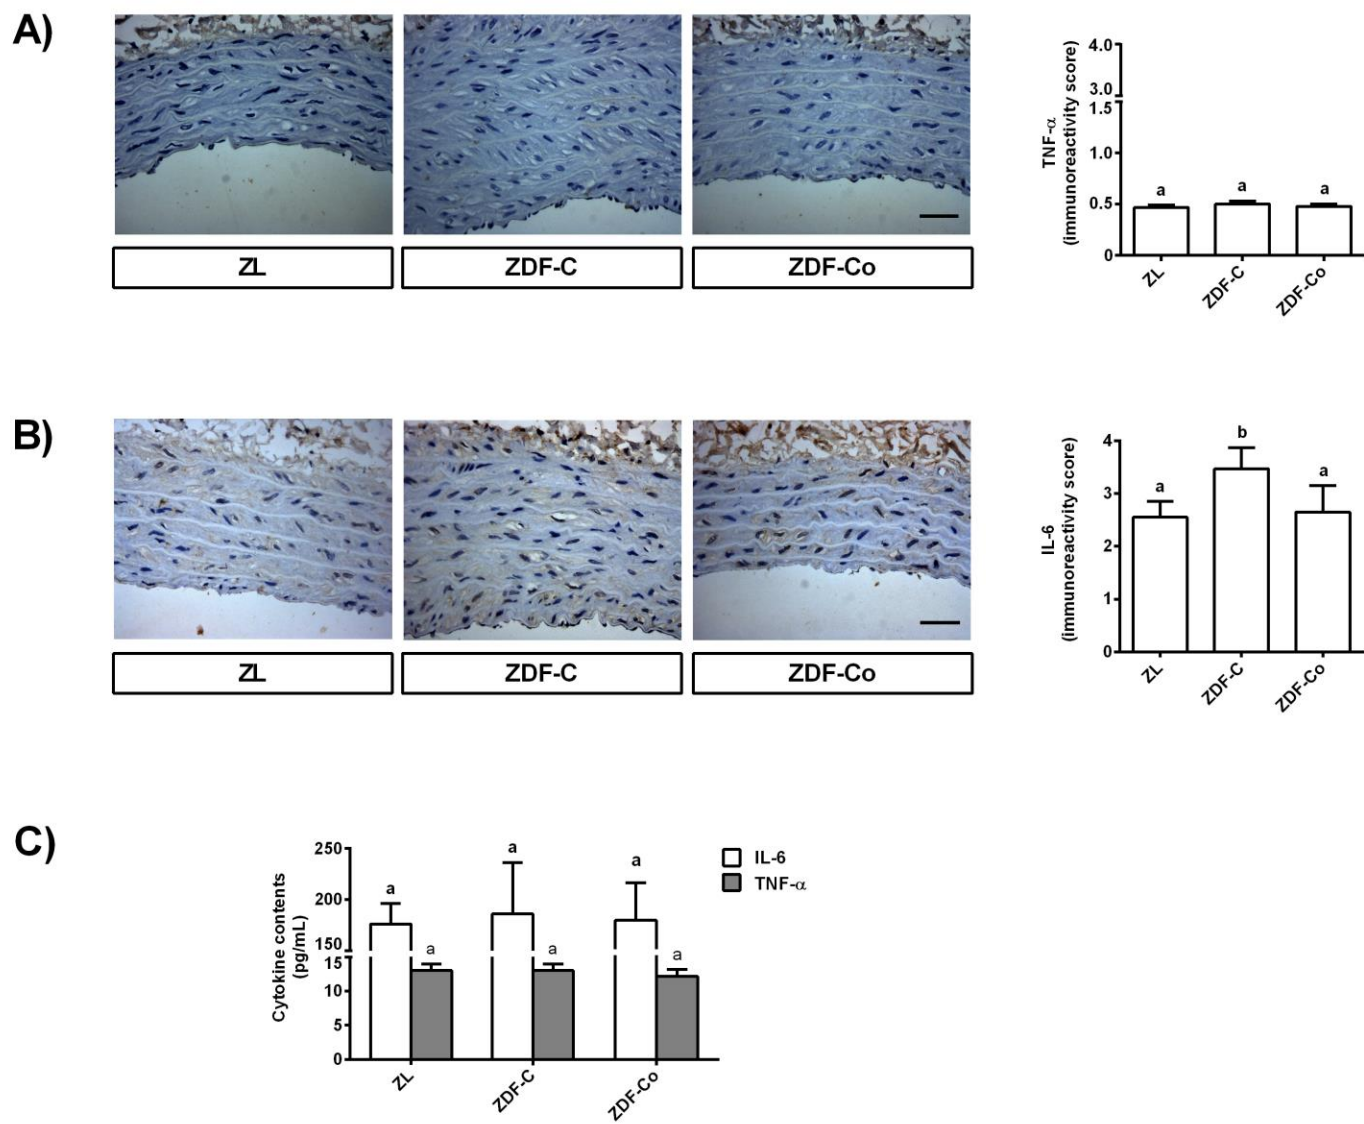 A)
ZL
ZDF-C
ZDF-Co
TNF-α
(immunoreactivity score)
4.0
3.0
1.5
1.0
0.5
0
a
a
a
ZL
ZDF-C
ZDF-Co
B)
ZL
ZDF-C
ZDF-Co
IL-6
(immunoreactivity score)
4
3
2
1
0
a
b
a
ZL
ZDF-C
ZDF-Co
C)
Cytokine contents
(pg/mL)
250
200
150
15
10
5
0
a
a
a
a
a
a
ZL
ZDF-C
ZDF-Co
IL-6
TNF-α